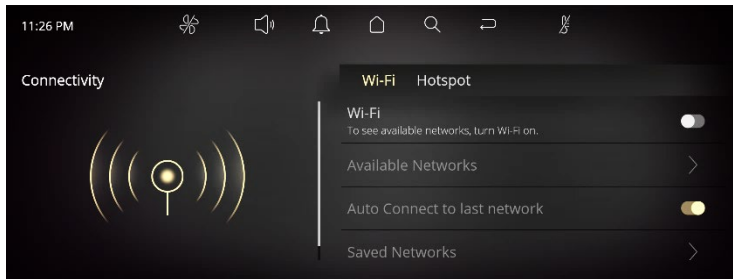 11:26 PM
Connectivity
Wi-Fi Hotspot
Wi-Fi
To see available networks, turn Wi-Fi on.
Available Networks
Auto Connect to last network
Saved Networks